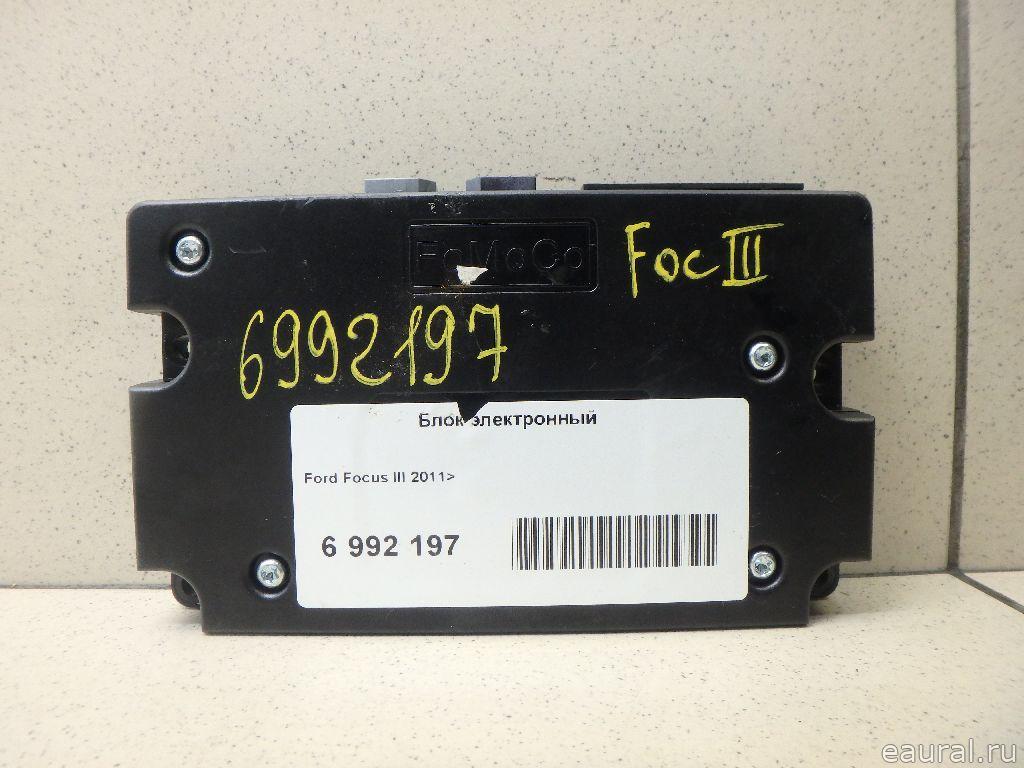 FoMoCo
Foc III
6992197
Блок электронный
Ford Focus III 2011>
6 992 197
eaural.ru